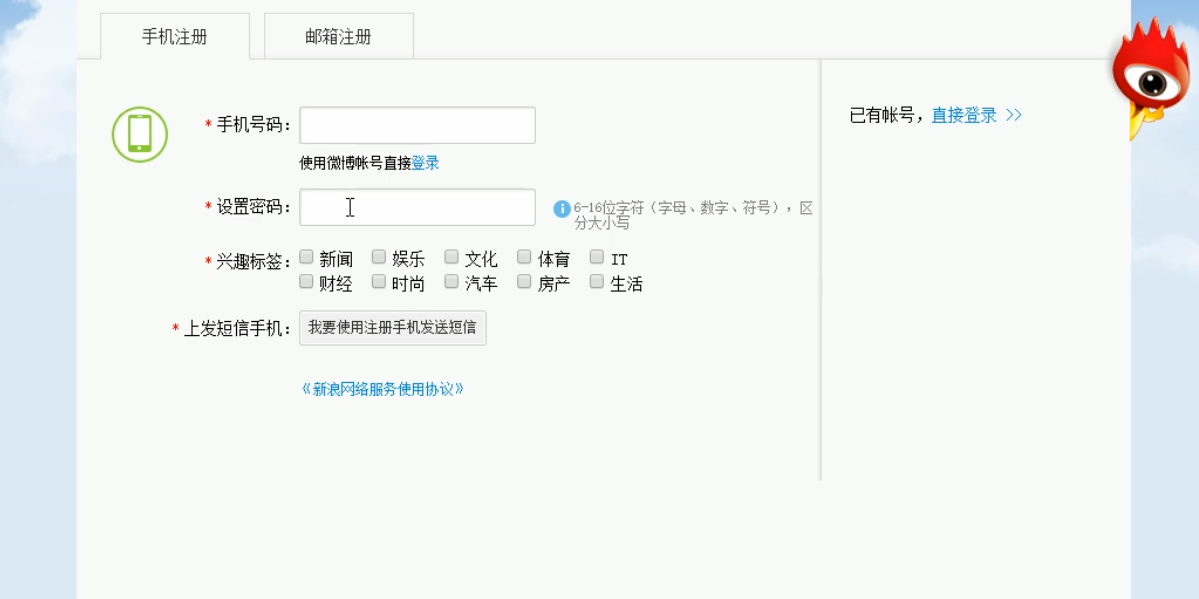 手机注册 邮箱注册
*手机号码：
使用微博帐号直接登录
*设置密码：
6-16位字符（字母、数字、符号），区
分大小写
*兴趣标签： 新闻 娱乐 文化 体育 IT
财经 时尚 汽车 房产 生活
*上发短信手机： 我要使用注册手机发送短信
《新浪网络服务使用协议》
已有帐号，直接登录 >>